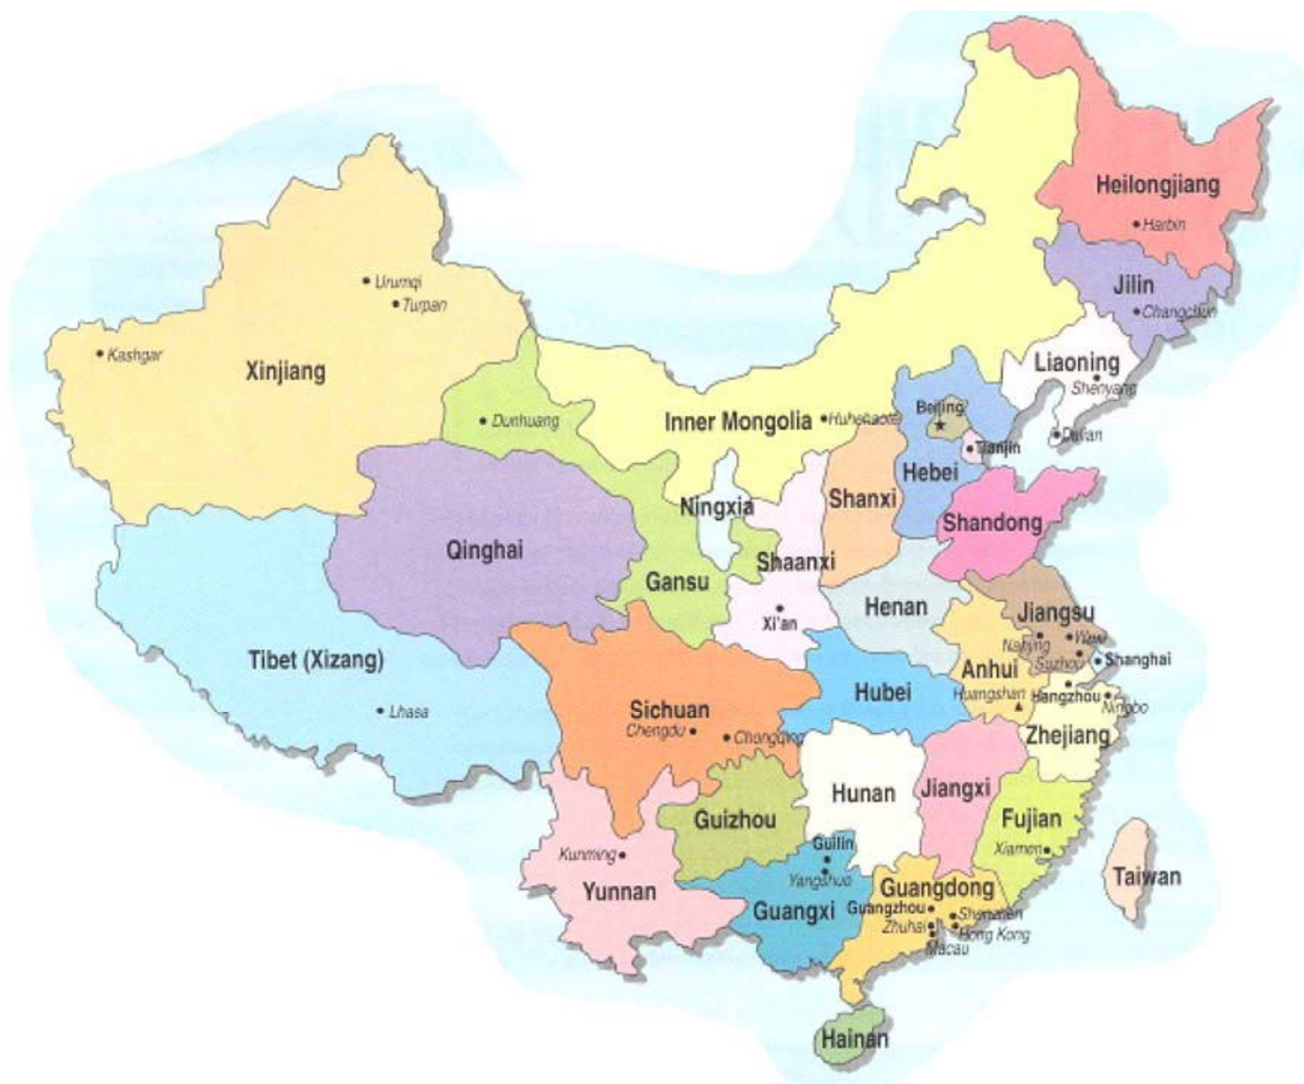 Heilongjiang
Harbin
Urumqi
Jilin
Turpan
Changchun
Kashgar
Liaoning
Xinjiang
Shenyang
Beijing
Dunhuang
Inner Mongolia
Huhehaote
Dalian
Tianjin
Hebei
Ningxia
Shanxi
Shandong
Qinghai
Shaanxi
Gansu
Henan
Jiangsu
Xi'an
Nanjing
Wuxi
Tibet (Xizang)
Suzhou
Shanghai
Anhui
Hubei
Huangshan
Hangzhou
Ningbo
Lhasa
Sichuan
Chengdu
Chongqing
Zhejiang
Hunan
Jiangxi
Guizhou
Fujian
Guilin
Xiamen
Kunming
Yangshuo
Taiwan
Yunnan
Guangdong
Guangxi
Guangzhou
Shenzhen
Zhuhai
Hong Kong
Macau
Hainan